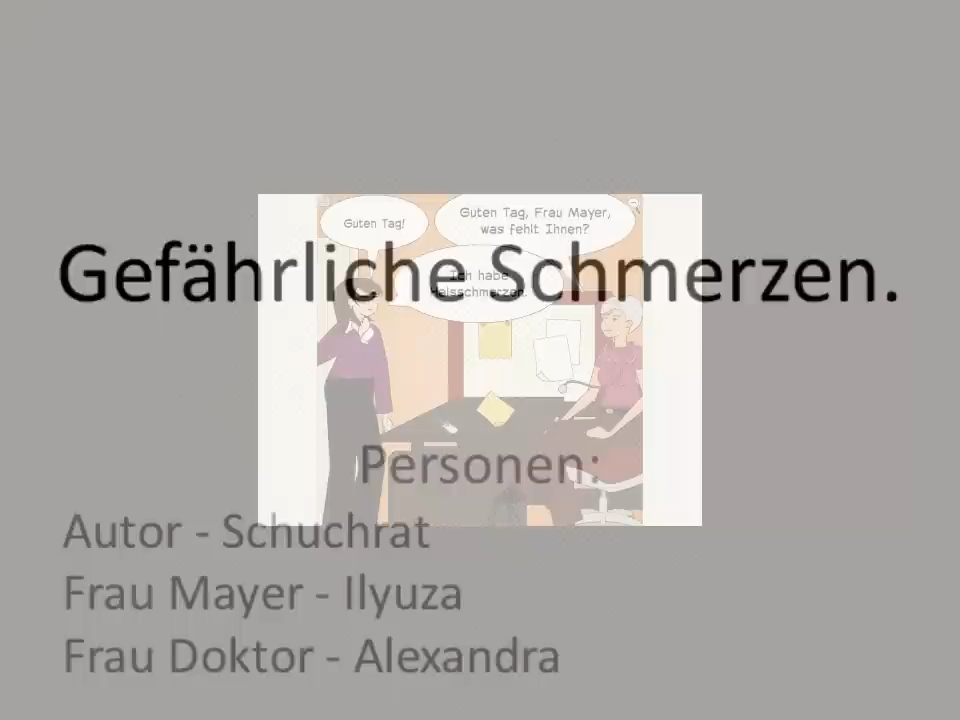 Guten Tag!
Guten Tag, Frau Mayer,
was fehlt Ihnen?
Ich habe
Halsschmerzen.
Gefährliche Schmerzen.
Personen:
Autor - Schuchrat
Frau Mayer - Ilyuza
Frau Doktor - Alexandra